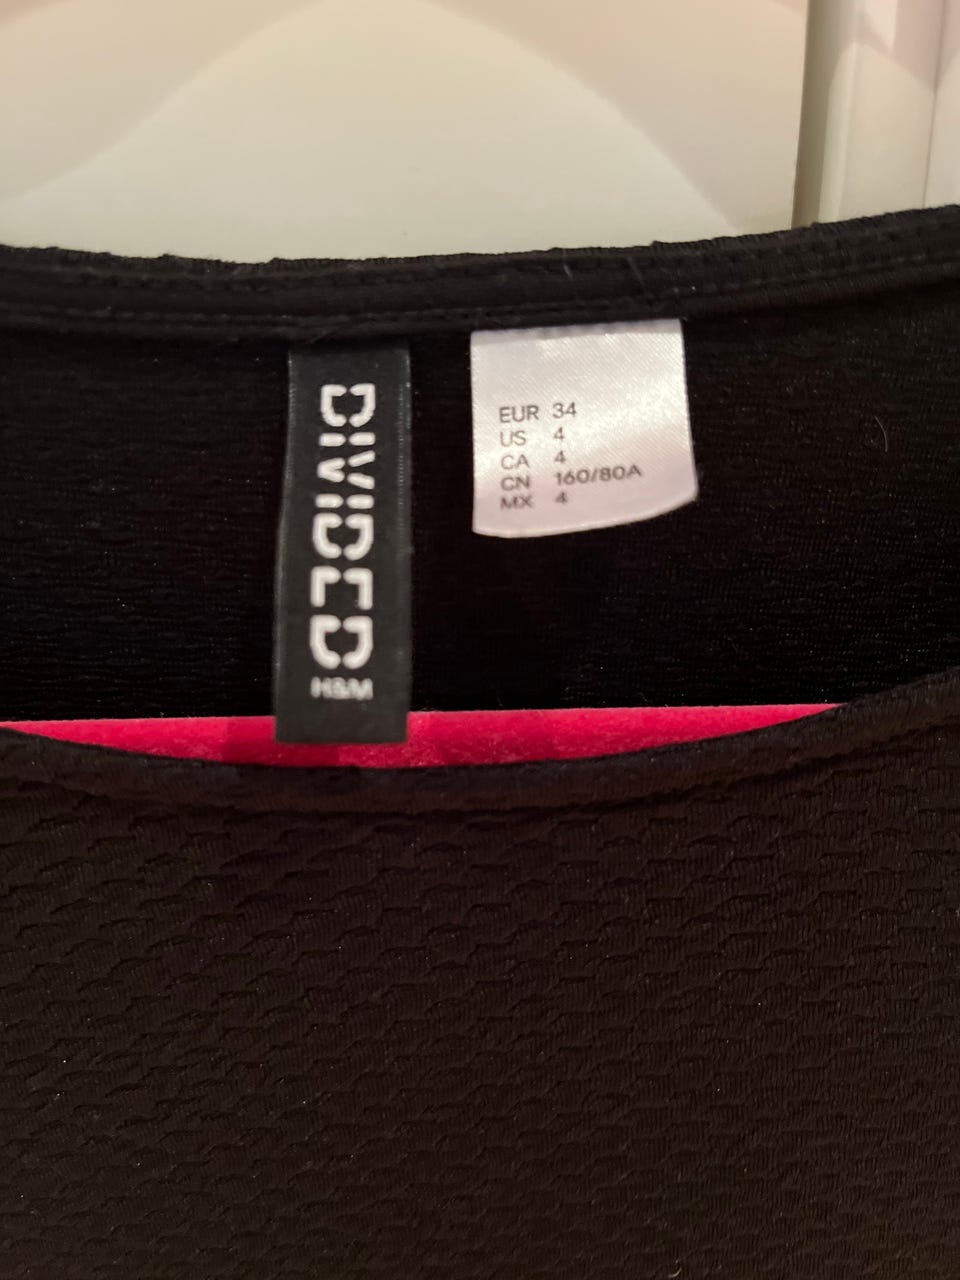 DIVIDED
H&M
EUR 34
US 4
CA 4
CN 160/80A
MX 4